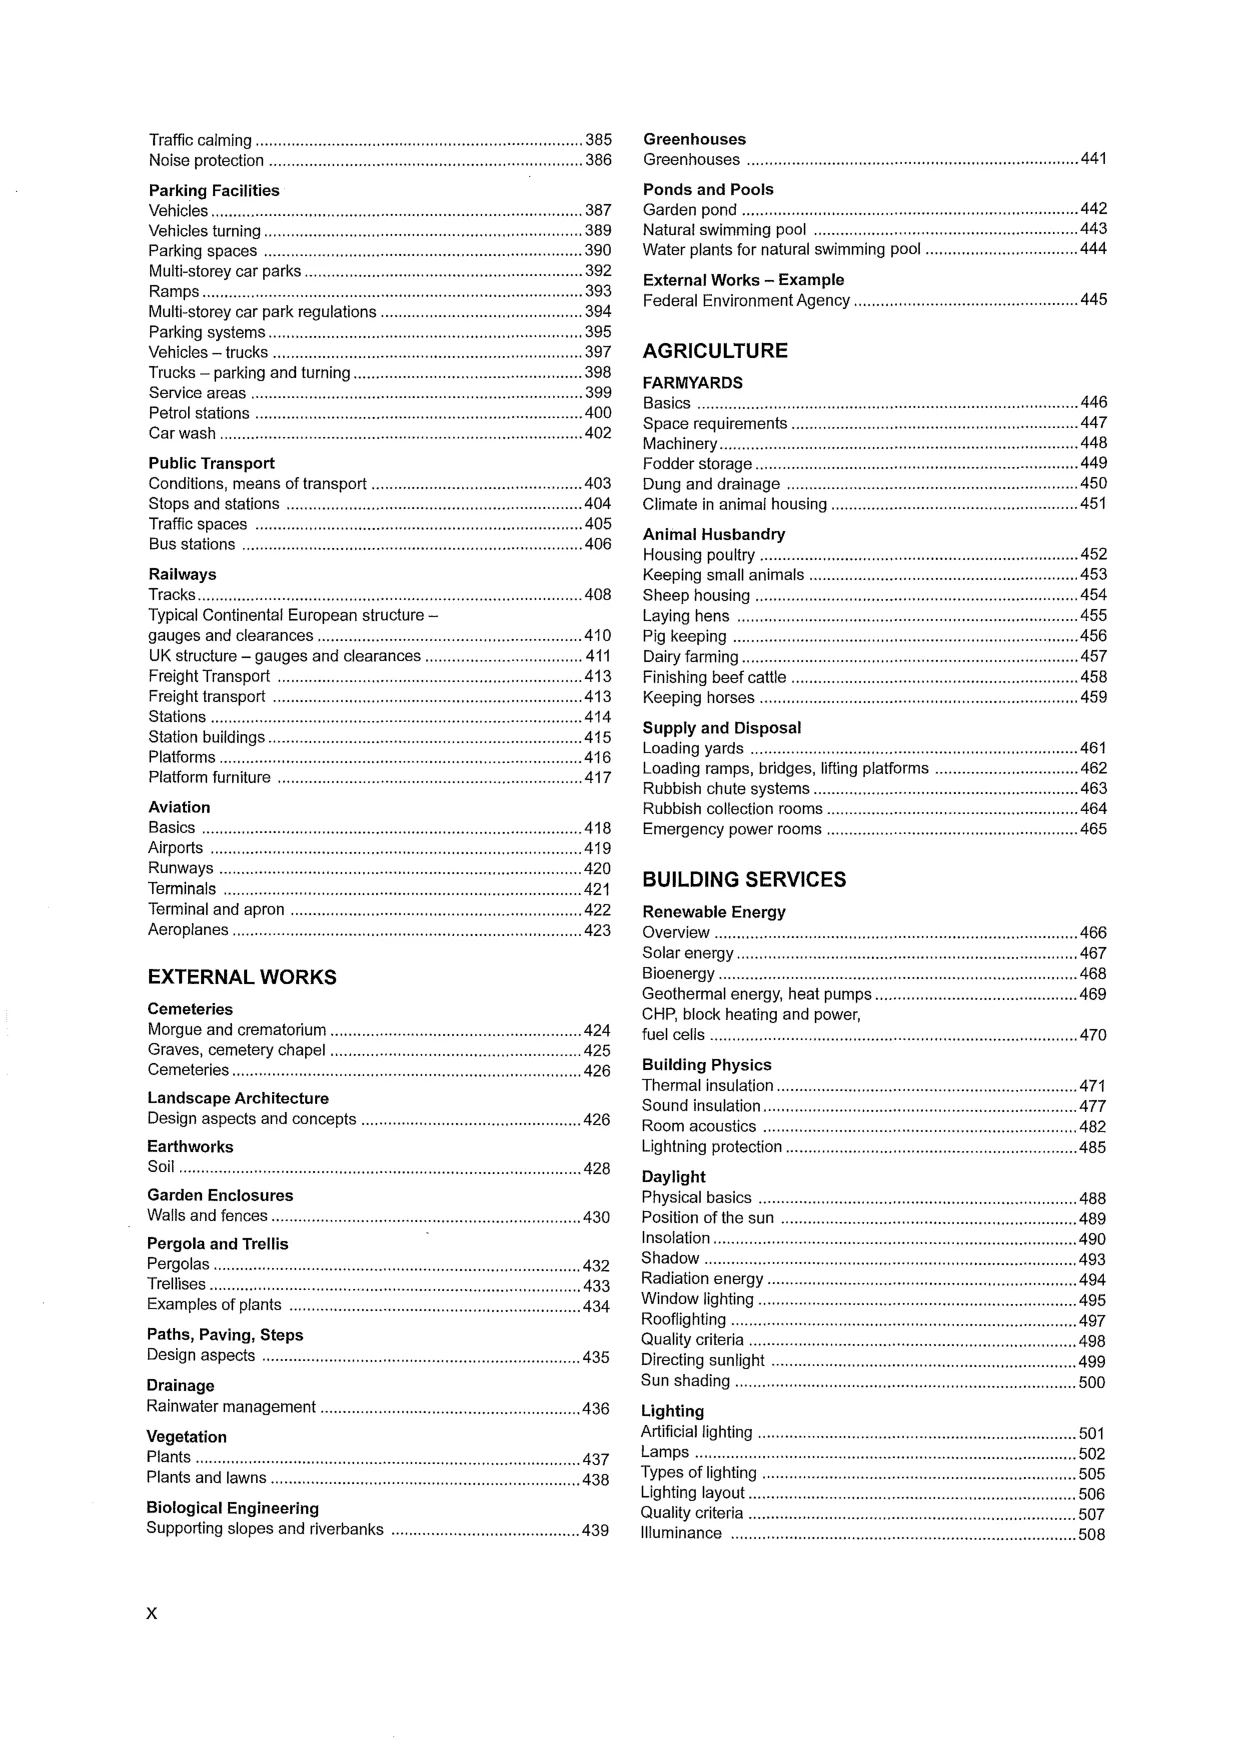 Traffic calming ........ 385
Noise protection ........ 386
Parking Facilities
Vehicles ........ 387
Vehicles turning ........ 389
Parking spaces ........ 390
Multi-storey car parks ........ 392
Ramps ........ 393
Multi-storey car park regulations ........ 394
Parking systems ........ 395
Vehicles – trucks ........ 397
Trucks – parking and turning ........ 398
Service areas ........ 399
Petrol stations ........ 400
Car wash ........ 402
Public Transport
Conditions, means of transport ........ 403
Stops and stations ........ 404
Traffic spaces ........ 405
Bus stations ........ 406
Railways
Tracks ........ 408
Typical Continental European structure –
gauges and clearances ........ 410
UK structure – gauges and clearances ........ 411
Freight Transport ........ 413
Freight transport ........ 413
Stations ........ 414
Station buildings ........ 415
Platforms ........ 416
Platform furniture ........ 417
Aviation
Basics ........ 418
Airports ........ 419
Runways ........ 420
Terminals ........ 421
Terminal and apron ........ 422
Aeroplanes ........ 423
EXTERNAL WORKS
Cemeteries
Morgue and crematorium ........ 424
Graves, cemetery chapel ........ 425
Cemeteries ........ 426
Landscape Architecture
Design aspects and concepts ........ 426
Earthworks
Soil ........ 428
Garden Enclosures
Walls and fences ........ 430
Pergola and Trellis
Pergolas ........ 432
Trellises ........ 433
Examples of plants ........ 434
Paths, Paving, Steps
Design aspects ........ 435
Drainage
Rainwater management ........ 436
Vegetation
Plants ........ 437
Plants and lawns ........ 438
Biological Engineering
Supporting slopes and riverbanks ........ 439
Greenhouses
Greenhouses ........ 441
Ponds and Pools
Garden pond ........ 442
Natural swimming pool ........ 443
Water plants for natural swimming pool ........ 444
External Works – Example
Federal Environment Agency ........ 445
AGRICULTURE
FARMYARDS
Basics ........ 446
Space requirements ........ 447
Machinery ........ 448
Fodder storage ........ 449
Dung and drainage ........ 450
Climate in animal housing ........ 451
Animal Husbandry
Housing poultry ........ 452
Keeping small animals ........ 453
Sheep housing ........ 454
Laying hens ........ 455
Pig keeping ........ 456
Dairy farming ........ 457
Finishing beef cattle ........ 458
Keeping horses ........ 459
Supply and Disposal
Loading yards ........ 461
Loading ramps, bridges, lifting platforms ........ 462
Rubbish chute systems ........ 463
Rubbish collection rooms ........ 464
Emergency power rooms ........ 465
BUILDING SERVICES
Renewable Energy
Overview ........ 466
Solar energy ........ 467
Bioenergy ........ 468
Geothermal energy, heat pumps ........ 469
CHP, block heating and power,
fuel cells ........ 470
Building Physics
Thermal insulation ........ 471
Sound insulation ........ 477
Room acoustics ........ 482
Lightning protection ........ 485
Daylight
Physical basics ........ 488
Position of the sun ........ 489
Insolation ........ 490
Shadow ........ 493
Radiation energy ........ 494
Window lighting ........ 495
Rooflighting ........ 497
Quality criteria ........ 498
Directing sunlight ........ 499
Sun shading ........ 500
Lighting
Artificial lighting ........ 501
Lamps ........ 502
Types of lighting ........ 505
Lighting layout ........ 506
Quality criteria ........ 507
Illuminance ........ 508
X